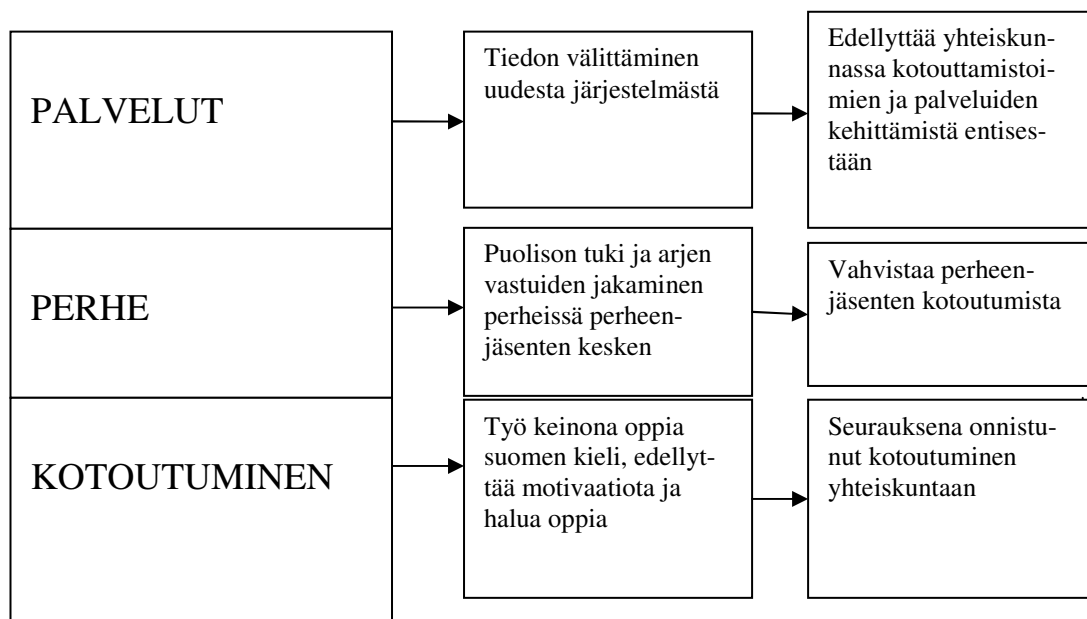 PALVELUT
Tiedon välittäminen
uudesta järjestelmästä
Edellyttää yhteiskun-
nassa kotouttamistoi-
mien ja palveluiden
kehittämistä entises-
tään
PERHE
Puolison tuki ja arjen
vastuiden jakaminen
perheissä perheen-
jäsenten kesken
Vahvistaa perheen-
jäsenten kotoutumista
KOTOUTUMINEN
Työ keinona oppia
suomen kieli, edellyt-
tää motivaatiota ja
halua oppia
Seurauksena onnistu-
nut kotoutuminen
yhteiskuntaan